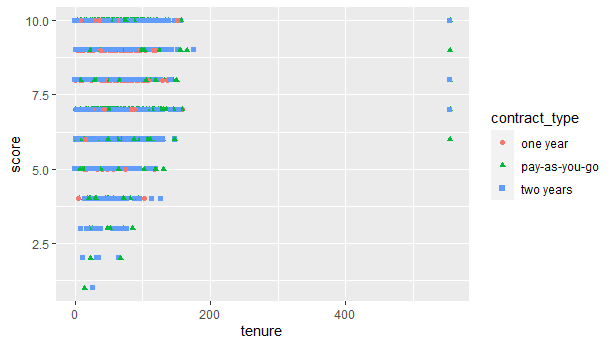 10.0
7.5
5.0
2.5
score
0
200
400
tenure
contract_type
one year
pay-as-you-go
two years